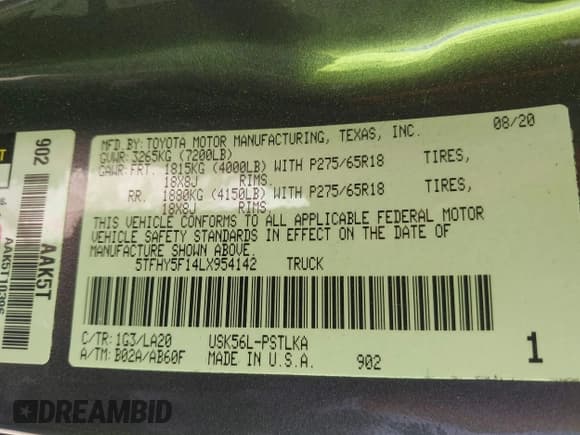 MFD. BY: TOYOTA MOTOR MANUFACTURING, TEXAS, INC. 08/20
GVWR: 3265KG (7200LB)
GAWR: FRT. 1815KG (4000LB) WITH P275/65R18 TIRES,
18X8J RIMS,
RR. 1880KG (4150LB) WITH P275/65R18 TIRES,
18X8J RIMS,
THIS VEHICLE CONFORMS TO ALL APPLICABLE FEDERAL MOTOR
VEHICLE SAFETY STANDARDS IN EFFECT ON THE DATE OF
MANUFACTURE SHOWN ABOVE.
5TFHY5F14LX954142 TRUCK
C/TR: 1G3/LA20 USK56L-PSTLKA
A/TM: B02A/AB60F MADE IN U.S.A. 902 1
902
AAK5T
DREAMBID